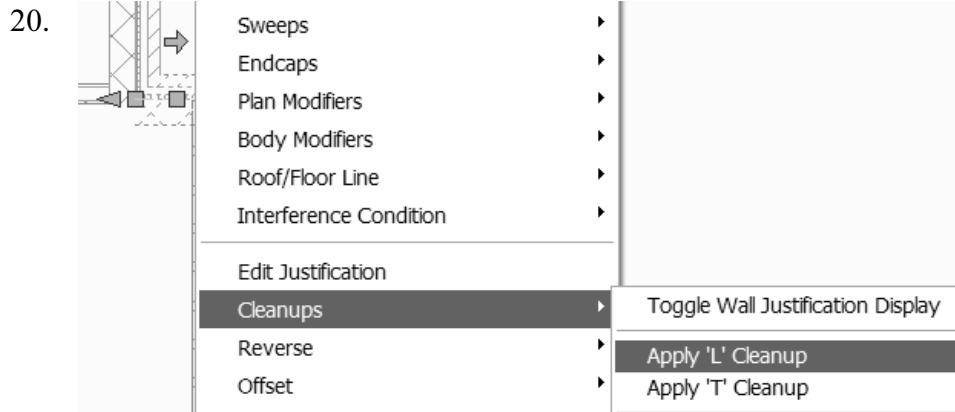 20.
Sweeps
Endcaps
Plan Modifiers
Body Modifiers
Roof/Floor Line
Interference Condition
Edit Justification
Cleanups
Reverse
Offset
Toggle Wall Justification Display
Apply 'L' Cleanup
Apply 'T' Cleanup